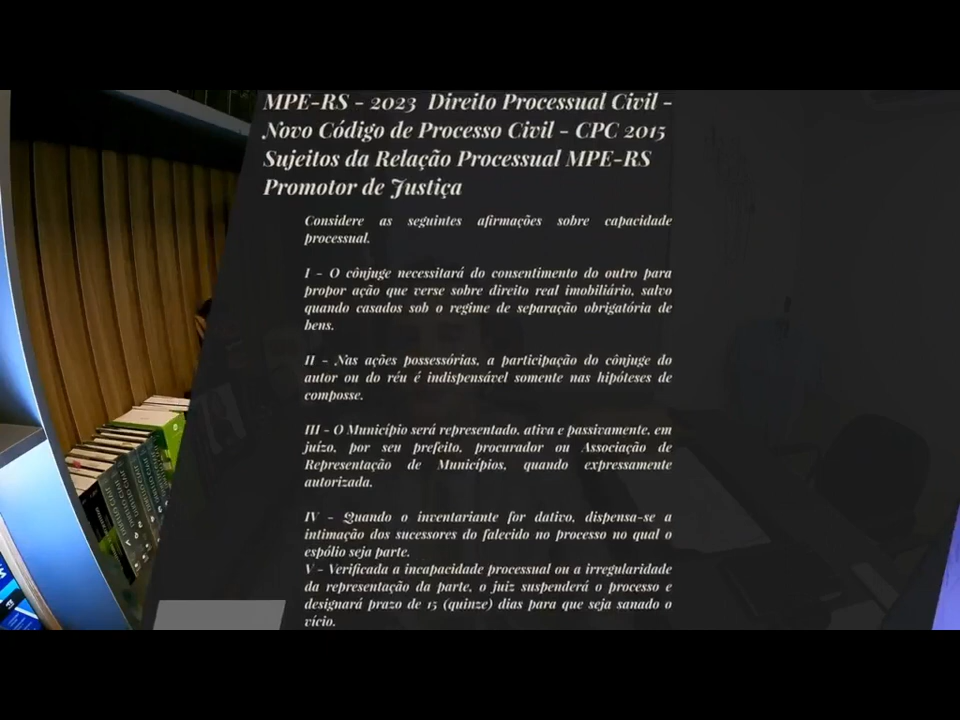 MPE-RS - 2023 Direito Processual Civil -
Novo Código de Processo Civil - CPC 2015
Sujeitos da Relação Processual MPE-RS
Promotor de Justiça
Considere as seguintes afirmações sobre capacidade
processual.
I - O cônjuge necessitará do consentimento do outro para
propor ação que verse sobre direito real imobiliário, salvo
quando casados sob o regime de separação obrigatória de
bens.
II - Nas ações possessórias, a participação do cônjuge do
autor ou do réu é indispensável somente nas hipóteses de
composse.
III - O Município será representado, ativa e passivamente, em
juízo, por seu prefeito, procurador ou Associação de
Representação de Municípios, quando expressamente
autorizada.
IV - Quando o inventariante for dativo, dispensa-se a
intimação dos sucessores do falecido no processo no qual o
espólio seja parte.
V - Verificada a incapacidade processual ou a irregularidade
da representação da parte, o juiz suspenderá o processo e
designará prazo de 15 (quinze) dias para que seja sanado o
vício.